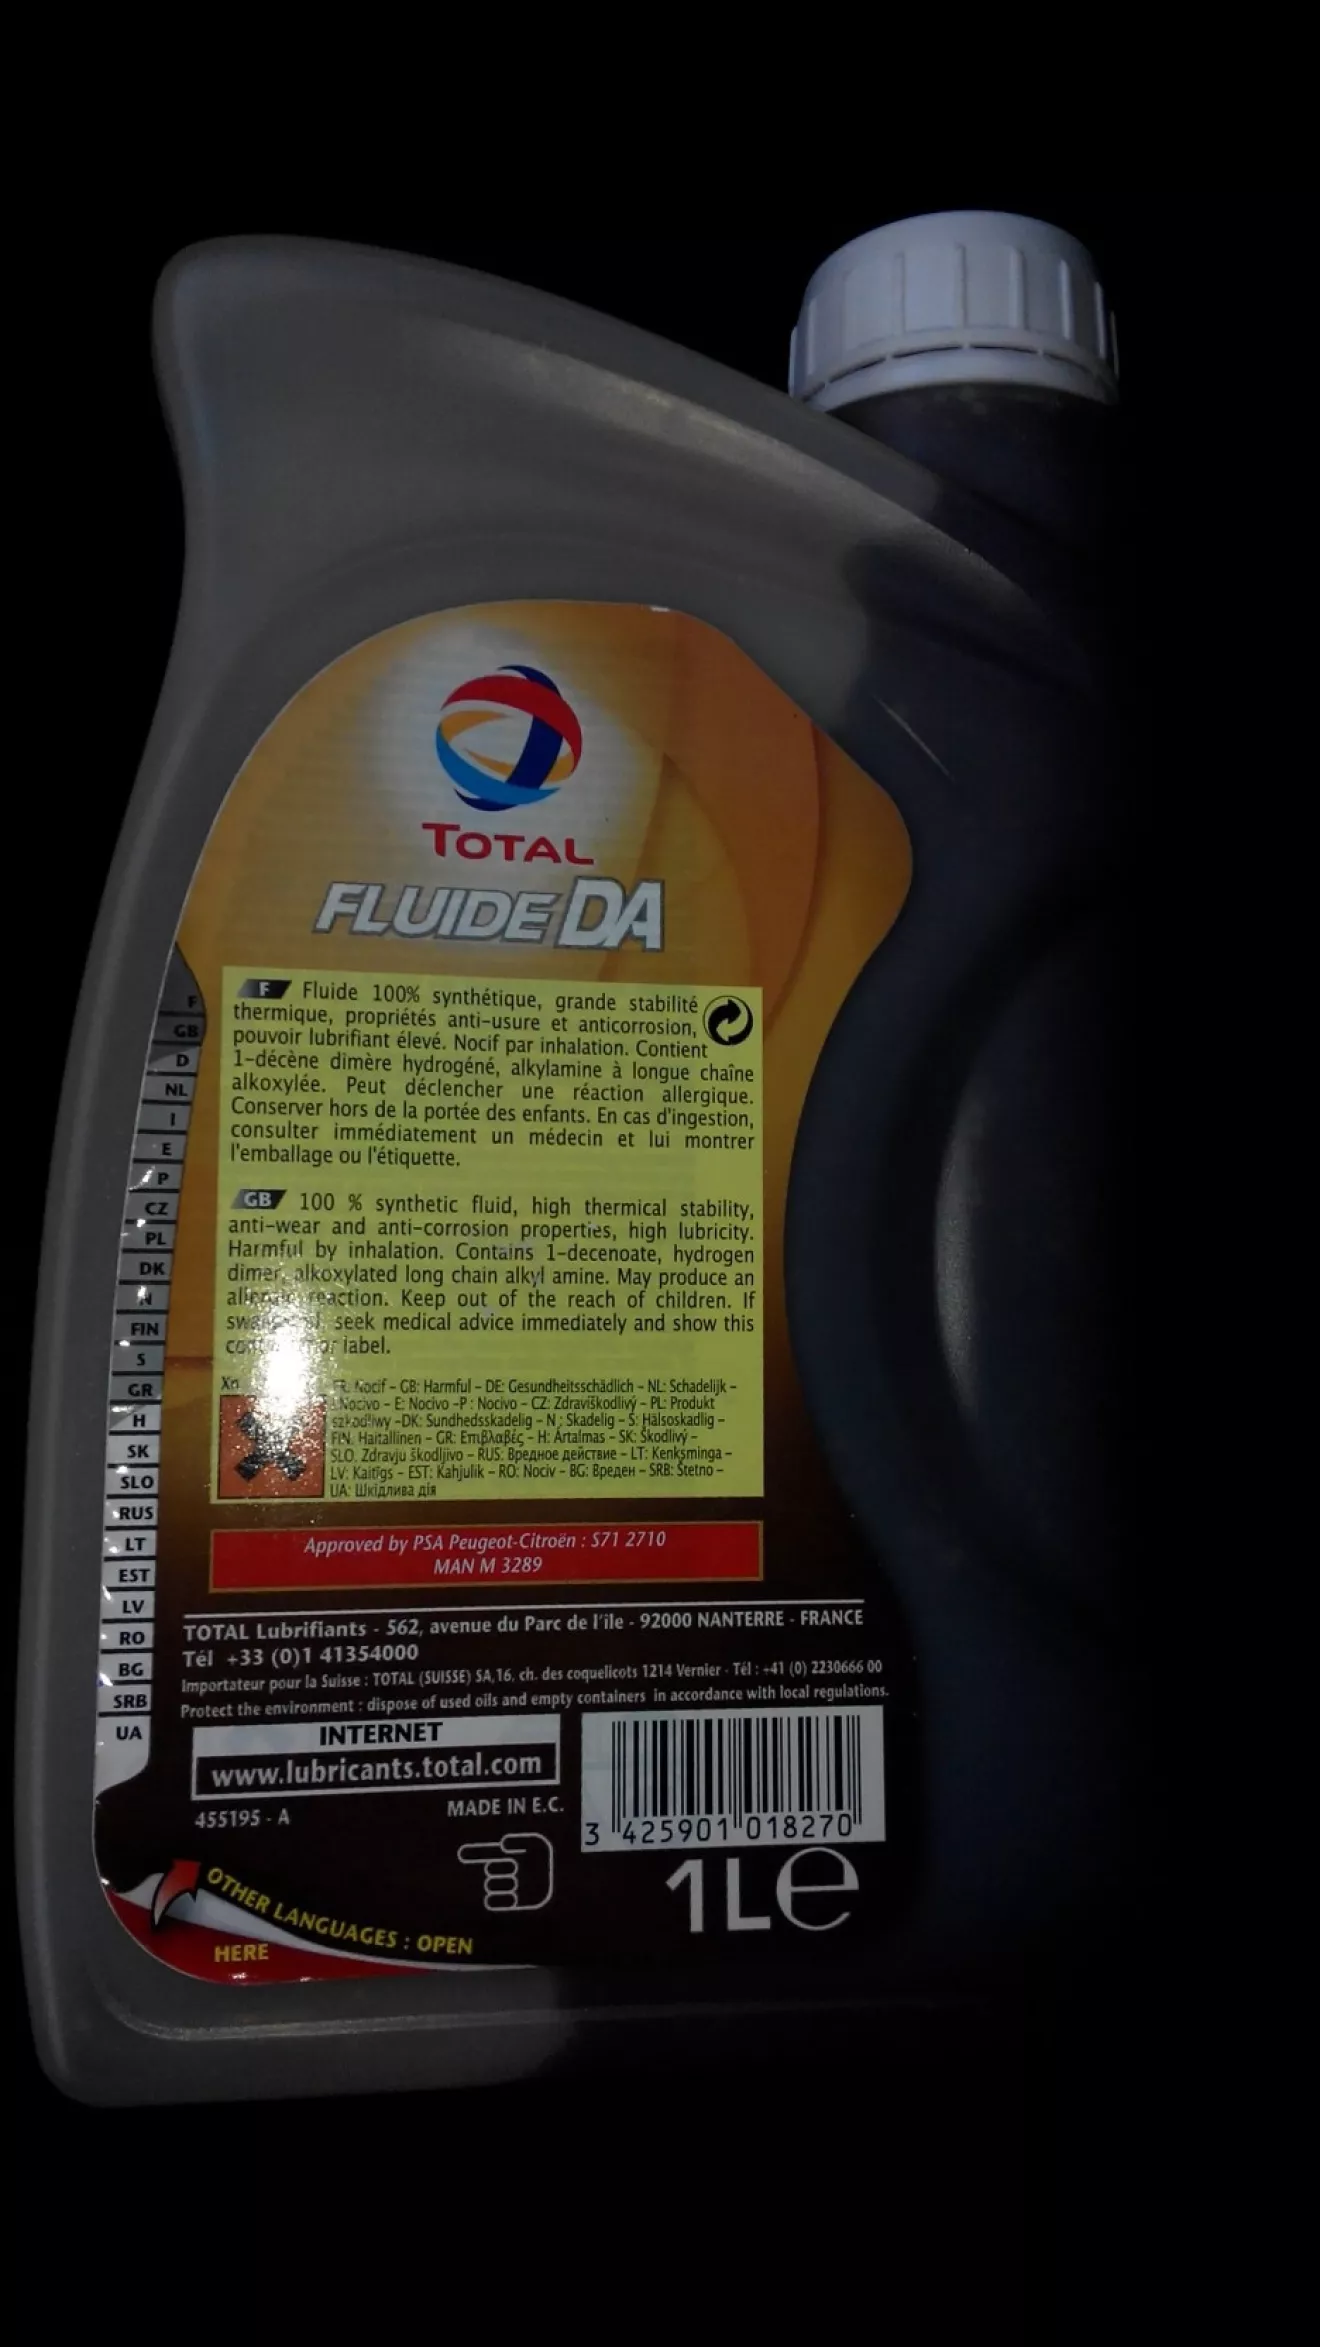 TOTAL
FLUIDE DA
F Fluide 100% synthétique, grande stabilité
thermique, propriétés anti-usure et anticorrosion,
pouvoir lubrifiant élevé. Nocif par inhalation. Contient
1-décène dimère hydrogéné, alkylamine à longue chaîne
alkoxylée. Peut déclencher une réaction allergique.
Conserver hors de la portée des enfants. En cas d'ingestion,
consulter immédiatement un médecin et lui montrer
l'emballage ou l'étiquette.
GB 100 % synthetic fluid, high thermical stability,
anti-wear and anti-corrosion properties, high lubricity.
Harmful by inhalation. Contains 1-decenoate, hydrogen
dimer, alkoxylated long chain alkyl amine. May produce an
reaction. Keep out of the reach of children. If
seek medical advice immediately and show this
or label.
Xn
FR: Nocif - GB: Harmful - DE: Gesundheitsschädlich - NL: Schadelijk -
I: Nocivo - E: Nocivo -P : Nocivo - CZ: Zdraviškodlivý - PL: Produkt
szkodliwy -DK: Sundhedsskadelig - N : Skadelig - S: Hälsoskadlig -
FIN. Haitallinen - GR: Επιβλαβές - H: Ártalmas - SK: Škodlivý -
SLO. Zdravju škodljivo - RUS: Вредное действие - LT: Kenksminga -
LV: Kaitīgs - EST: Kahjulik - RO: Nociv - BG: Вреден - SRB: Štetno -
UA: Шкідлива дія
Approved by PSA Peugeot-Citroën : S71 2710
MAN M 3289
TOTAL Lubrifiants - 562, avenue du Parc de l'île - 92000 NANTERRE - FRANCE
Tél +33 (0)1 41354000
Importateur pour la Suisse : TOTAL (SUISSE) SA,16, ch. des coquelicots 1214 Vernier - Tél : +41 (0) 2230666 00
Protect the environment : dispose of used oils and empty containers in accordance with local regulations.
INTERNET
www.lubricants.total.com
455195 - A
MADE IN E.C.
3 425901 018270
1L e
OTHER LANGUAGES : OPEN
HERE
F
GB
D
NL
I
E
P
CZ
PL
DK
N
FIN
S
GR
H
SK
SLO
RUS
LT
EST
LV
RO
BG
SRB
UA